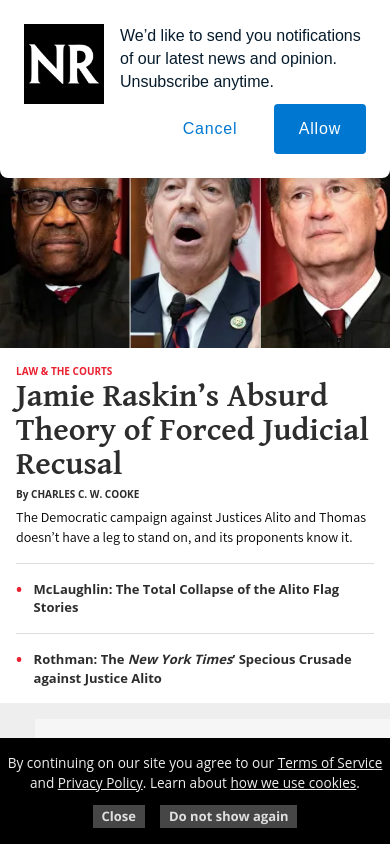 NR
We’d like to send you notifications
of our latest news and opinion.
Unsubscribe anytime.
Cancel
Allow
LAW & THE COURTS
Jamie Raskin’s Absurd
Theory of Forced Judicial
Recusal
By CHARLES C. W. COOKE
The Democratic campaign against Justices Alito and Thomas
doesn’t have a leg to stand on, and its proponents know it.
McLaughlin: The Total Collapse of the Alito Flag
Stories
Rothman: The New York Times’ Specious Crusade
against Justice Alito
By continuing on our site you agree to our Terms of Service
and Privacy Policy. Learn about how we use cookies.
Close
Do not show again